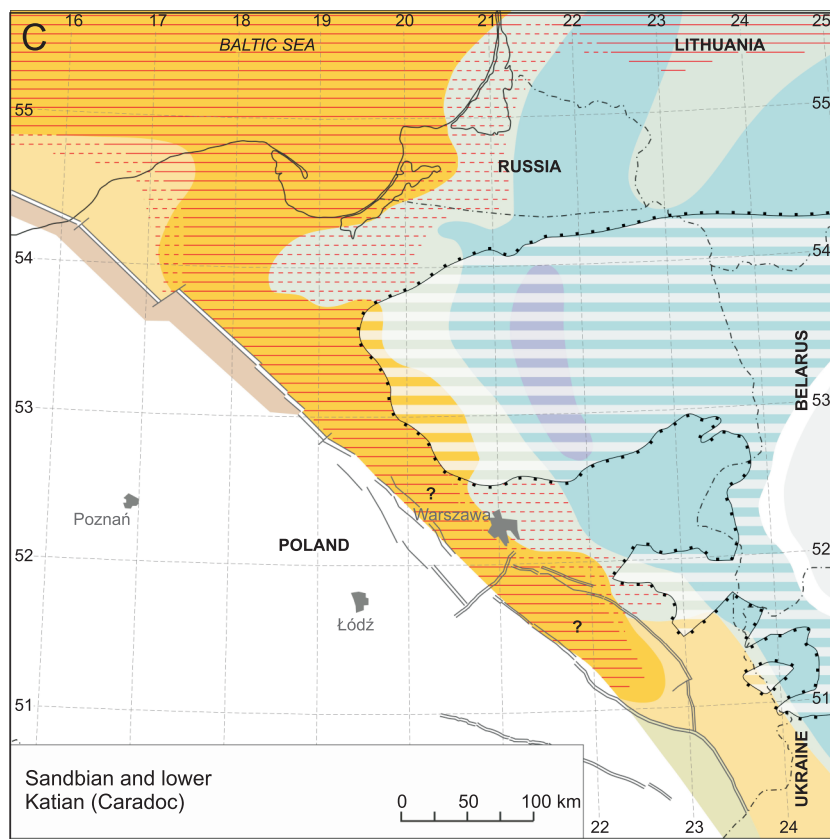 C
16 17 18 19 20 21 22 23 24 25
BALTIC SEA
LITHUANIA
55
55
RUSSIA
54
54
BELARUS
53
53
?
Poznań
Warszawa
52
POLAND
52
Łódź
?
51
51
UKRAINE
Sandbian and lower
Katian (Caradoc)
0 50 100 km
22 23 24